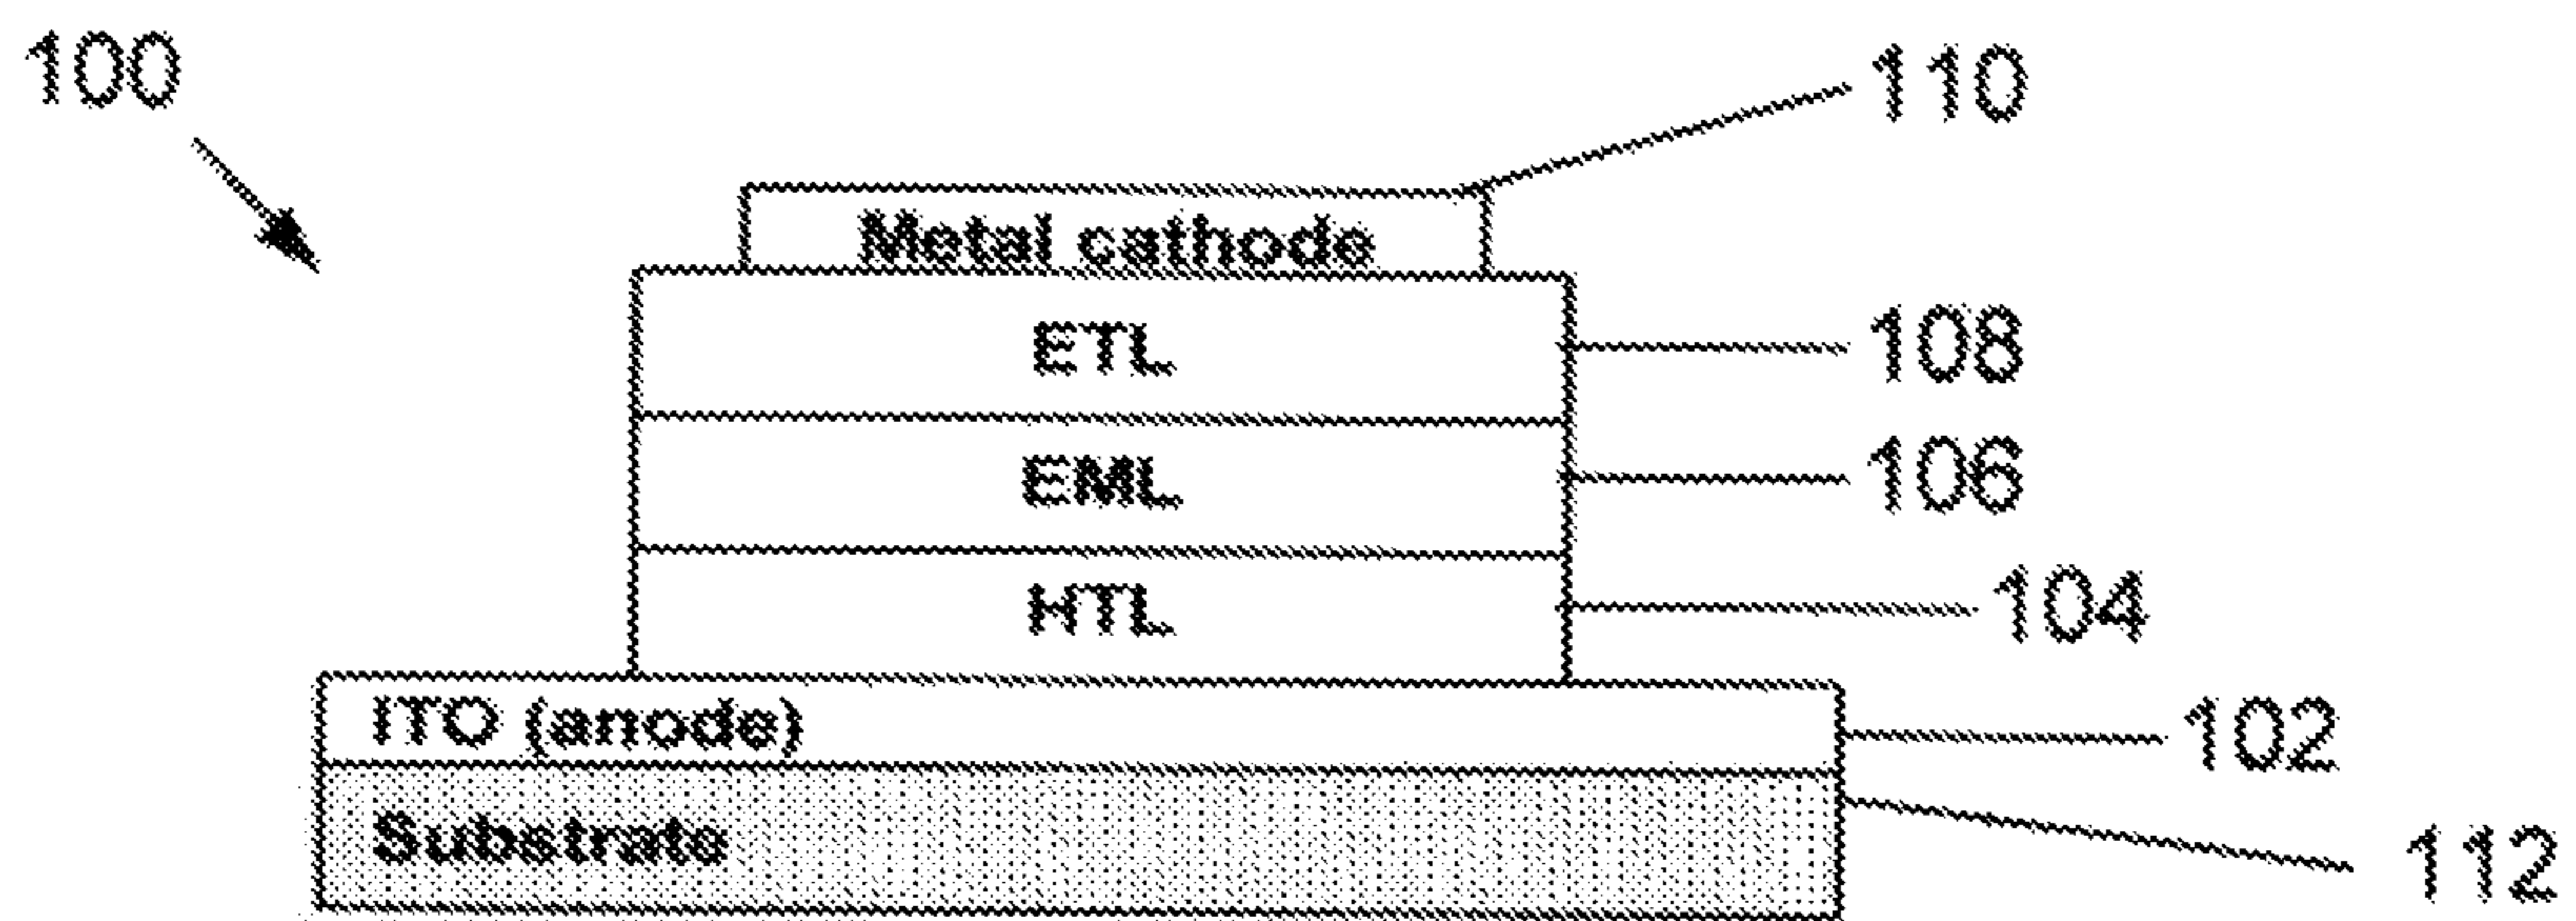 100
110
Metal cathode
ETL 108
EML 106
HTL 104
ITO (anode) 102
Substrate
112